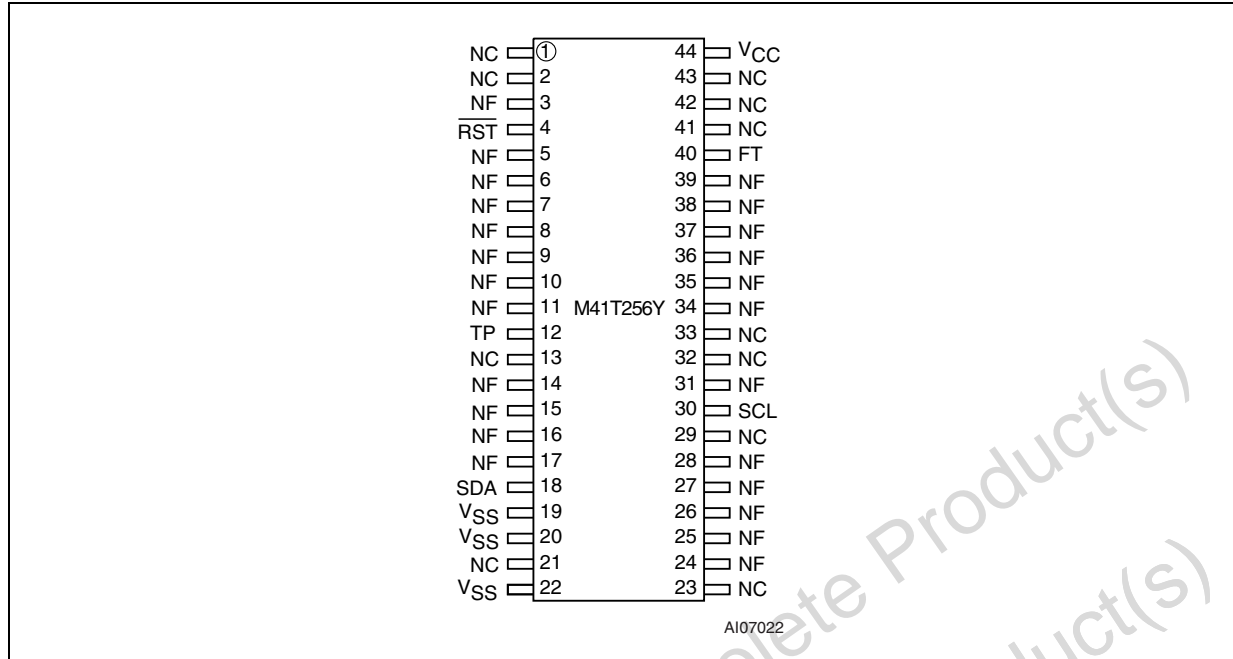 NC 1 44 VCC
NC 2 43 NC
NF 3 42 NC
RST 4 41 NC
NF 5 40 FT
NF 6 39 NF
NF 7 38 NF
NF 8 37 NF
NF 9 36 NF
NF 10 35 NF
NF 11 M41T256Y 34 NF
TP 12 33 NC
NC 13 32 NC
NF 14 31 NF
NF 15 30 SCL
NF 16 29 NC
NF 17 28 NF
SDA 18 27 NF
VSS 19 26 NF
VSS 20 25 NF
NC 21 24 NF
VSS 22 23 NC
AI07022
Product(s)